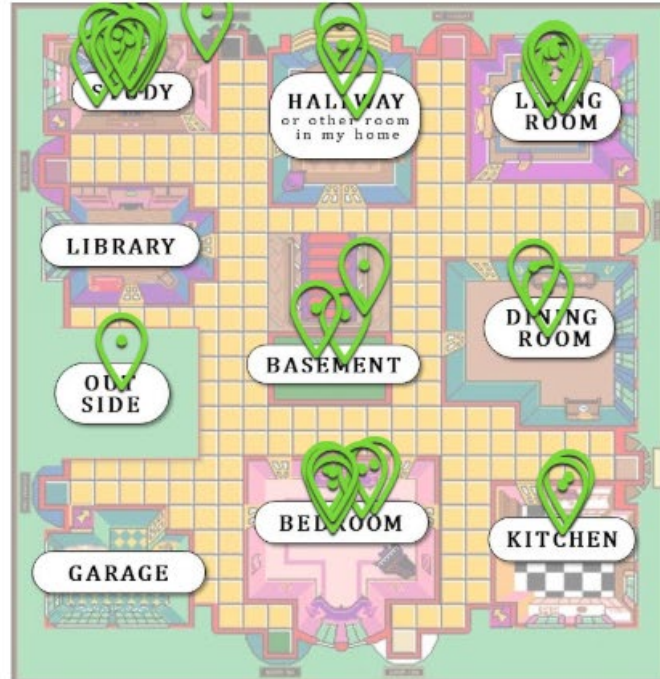 STUDY
HALLWAY
or other room
in my home
LIVING
ROOM
LIBRARY
DINING
ROOM
BASEMENT
OUT
SIDE
BEDROOM
KITCHEN
GARAGE